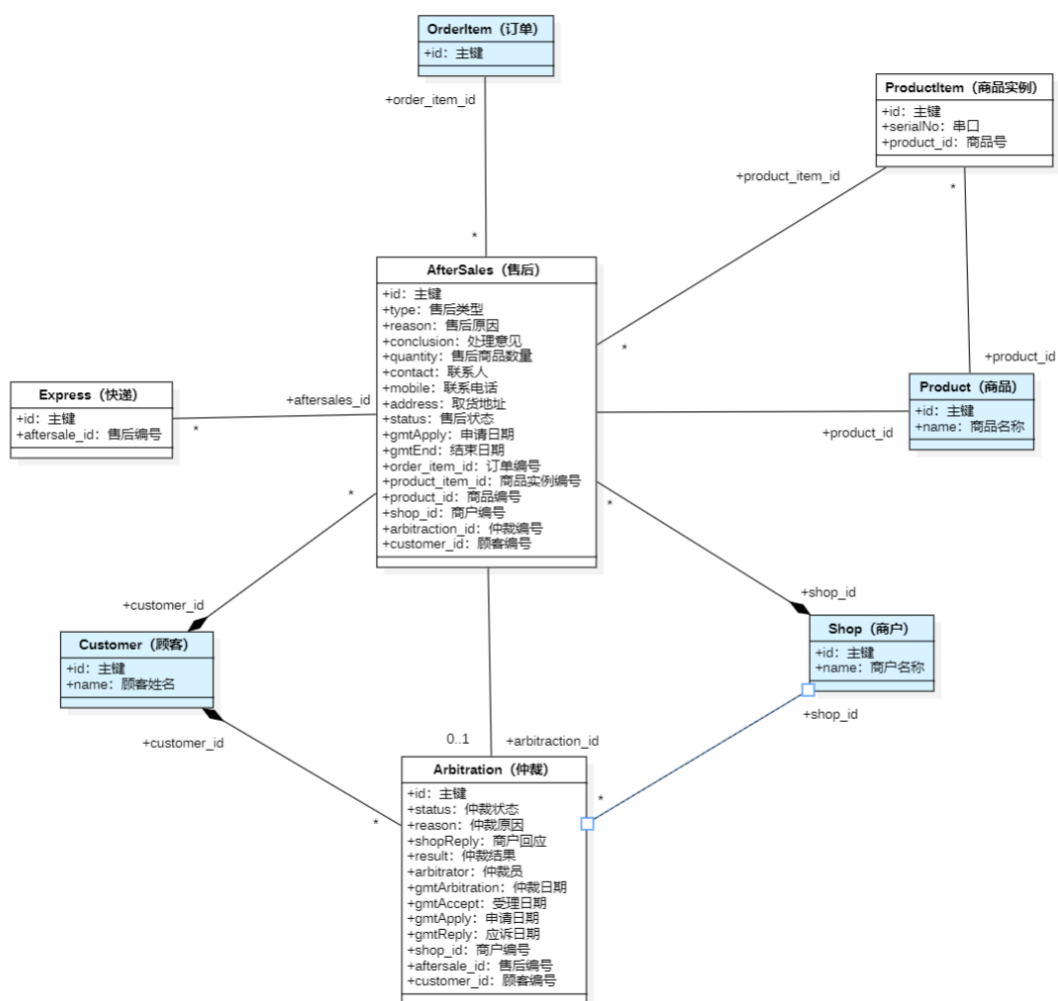 OrderItem（订单）
+id：主键
+order_item_id
*
ProductItem（商品实例）
+id：主键
+serialNo：串口
+product_id：商品号
+product_item_id
*
*
+product_id
AfterSales（售后）
+id：主键
+type：售后类型
+reason：售后原因
+conclusion：处理意见
+quantity：售后商品数量
+contact：联系人
+mobile：联系电话
+address：取货地址
+status：售后状态
+gmtApply：申请日期
+gmtEnd：结束日期
+order_item_id：订单编号
+product_item_id：商品实例编号
+product_id：商品编号
+shop_id：商户编号
+arbitraction_id：仲裁编号
+customer_id：顾客编号
Express（快递）
+id：主键
+aftersale_id：售后编号
*
+aftersales_id
Product（商品）
+id：主键
+name：商品名称
+product_id
*
+customer_id
*
+shop_id
Customer（顾客）
+id：主键
+name：顾客姓名
+customer_id
*
Shop（商户）
+id：主键
+name：商户名称
+shop_id
*
0..1
+arbitraction_id
Arbitration（仲裁）
+id：主键
+status：仲裁状态
+reason：仲裁原因
+shopReply：商户回应
+result：仲裁结果
+arbitrator：仲裁员
+gmtArbitration：仲裁日期
+gmtAccept：受理日期
+gmtApply：申请日期
+gmtReply：应诉日期
+shop_id：商户编号
+aftersale_id：售后编号
+customer_id：顾客编号